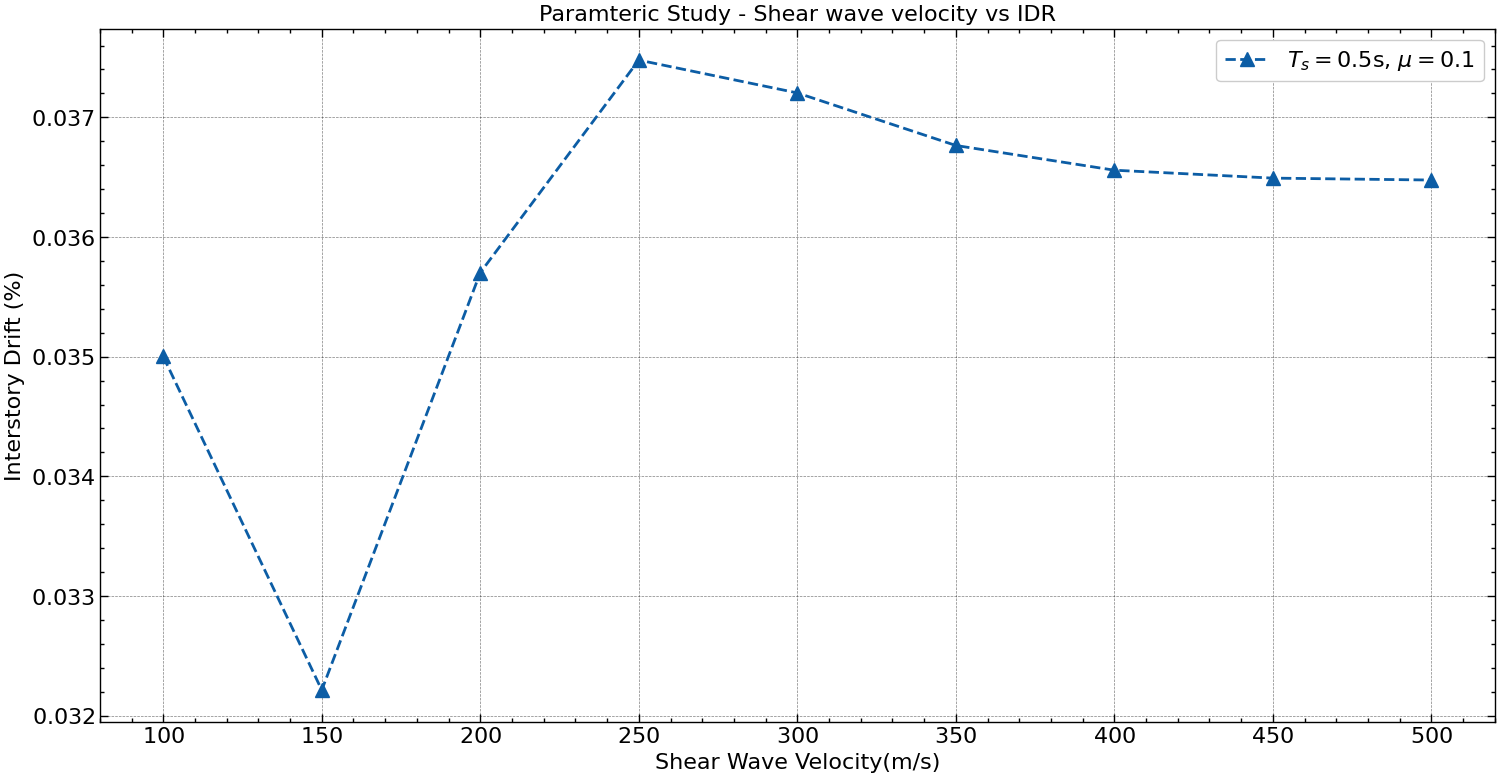 Paramteric Study - Shear wave velocity vs IDR
Tₛ = 0.5s, μ = 0.1
0.037
0.036
0.035
0.034
0.033
0.032
Interstory Drift (%)
100 150 200 250 300 350 400 450 500
Shear Wave Velocity(m/s)